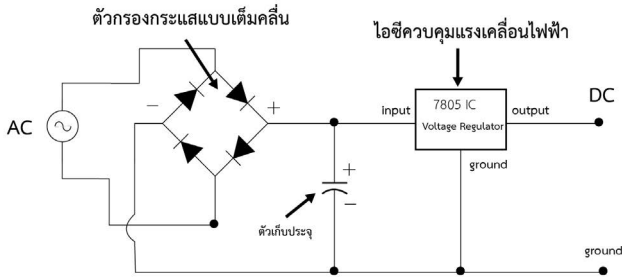 ตัวกรองกระแสแบบเต็มคลื่น
ไอซีควบคุมแรงเคลื่อนไฟฟ้า
AC
−
+
input
7805 IC
Voltage Regulator
output
DC
ground
+
−
ตัวเก็บประจุ
ground